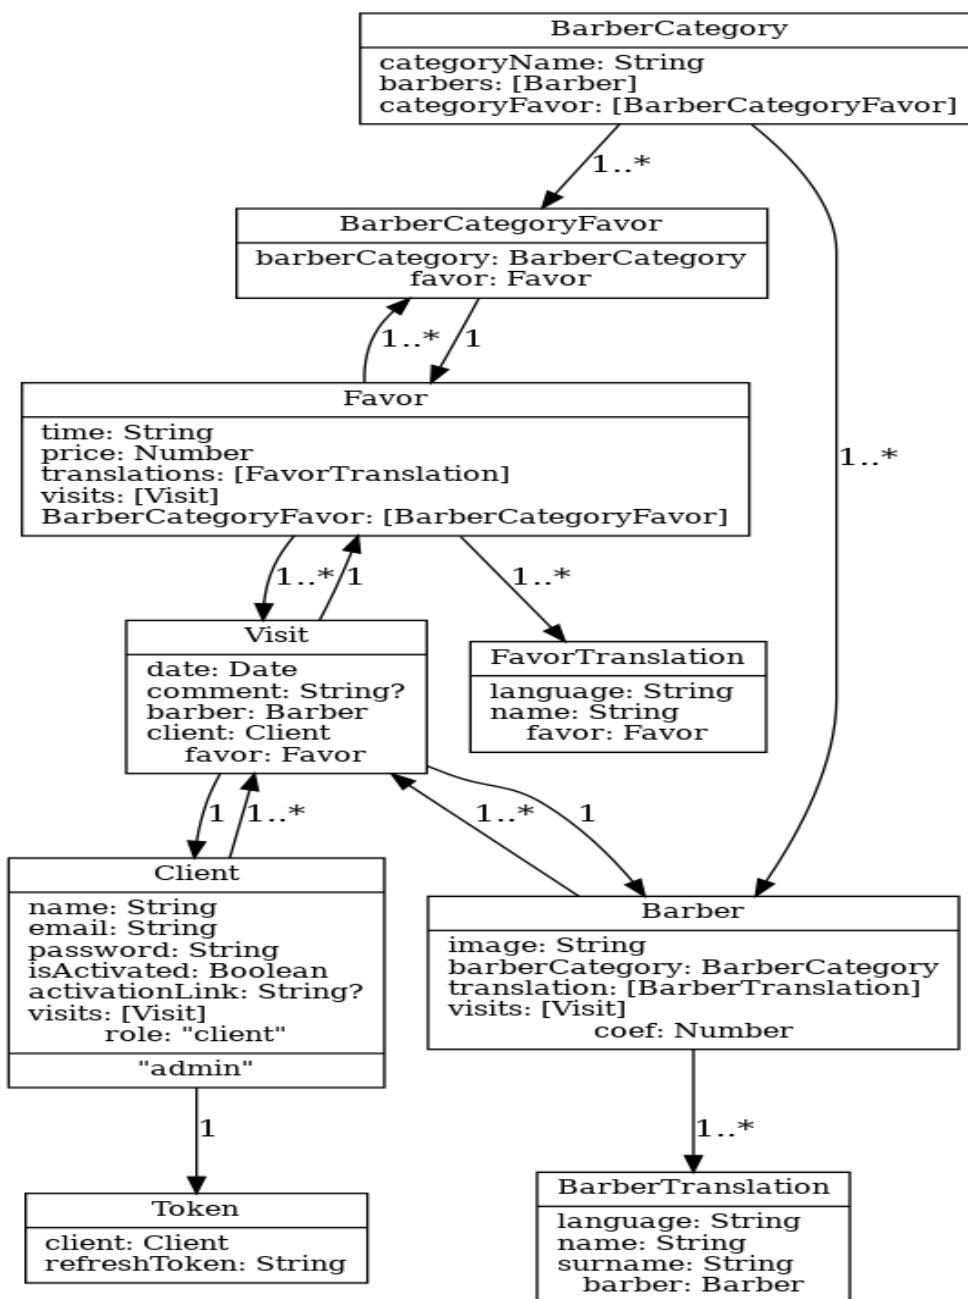 BarberCategory
categoryName: String
barbers: [Barber]
categoryFavor: [BarberCategoryFavor]
1..*
BarberCategoryFavor
barberCategory: BarberCategory
favor: Favor
1..*
1
Favor
time: String
price: Number
translations: [FavorTranslation]
visits: [Visit]
BarberCategoryFavor: [BarberCategoryFavor]
1..*
1..*
1
1..*
Visit
date: Date
comment: String?
barber: Barber
client: Client
favor: Favor
FavorTranslation
language: String
name: String
favor: Favor
1
1..*
1..*
1
Client
name: String
email: String
password: String
isActivated: Boolean
activationLink: String?
visits: [Visit]
role: "client"
"admin"
Barber
image: String
barberCategory: BarberCategory
translation: [BarberTranslation]
visits: [Visit]
coef: Number
1
1..*
Token
client: Client
refreshToken: String
BarberTranslation
language: String
name: String
surname: String
barber: Barber